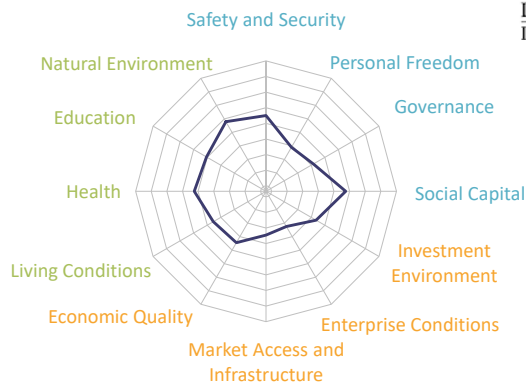 Safety and Security
Natural Environment
Personal Freedom
Education
Governance
Health
Social Capital
Investment
Environment
Living Conditions
Economic Quality
Enterprise Conditions
Market Access and
Infrastructure